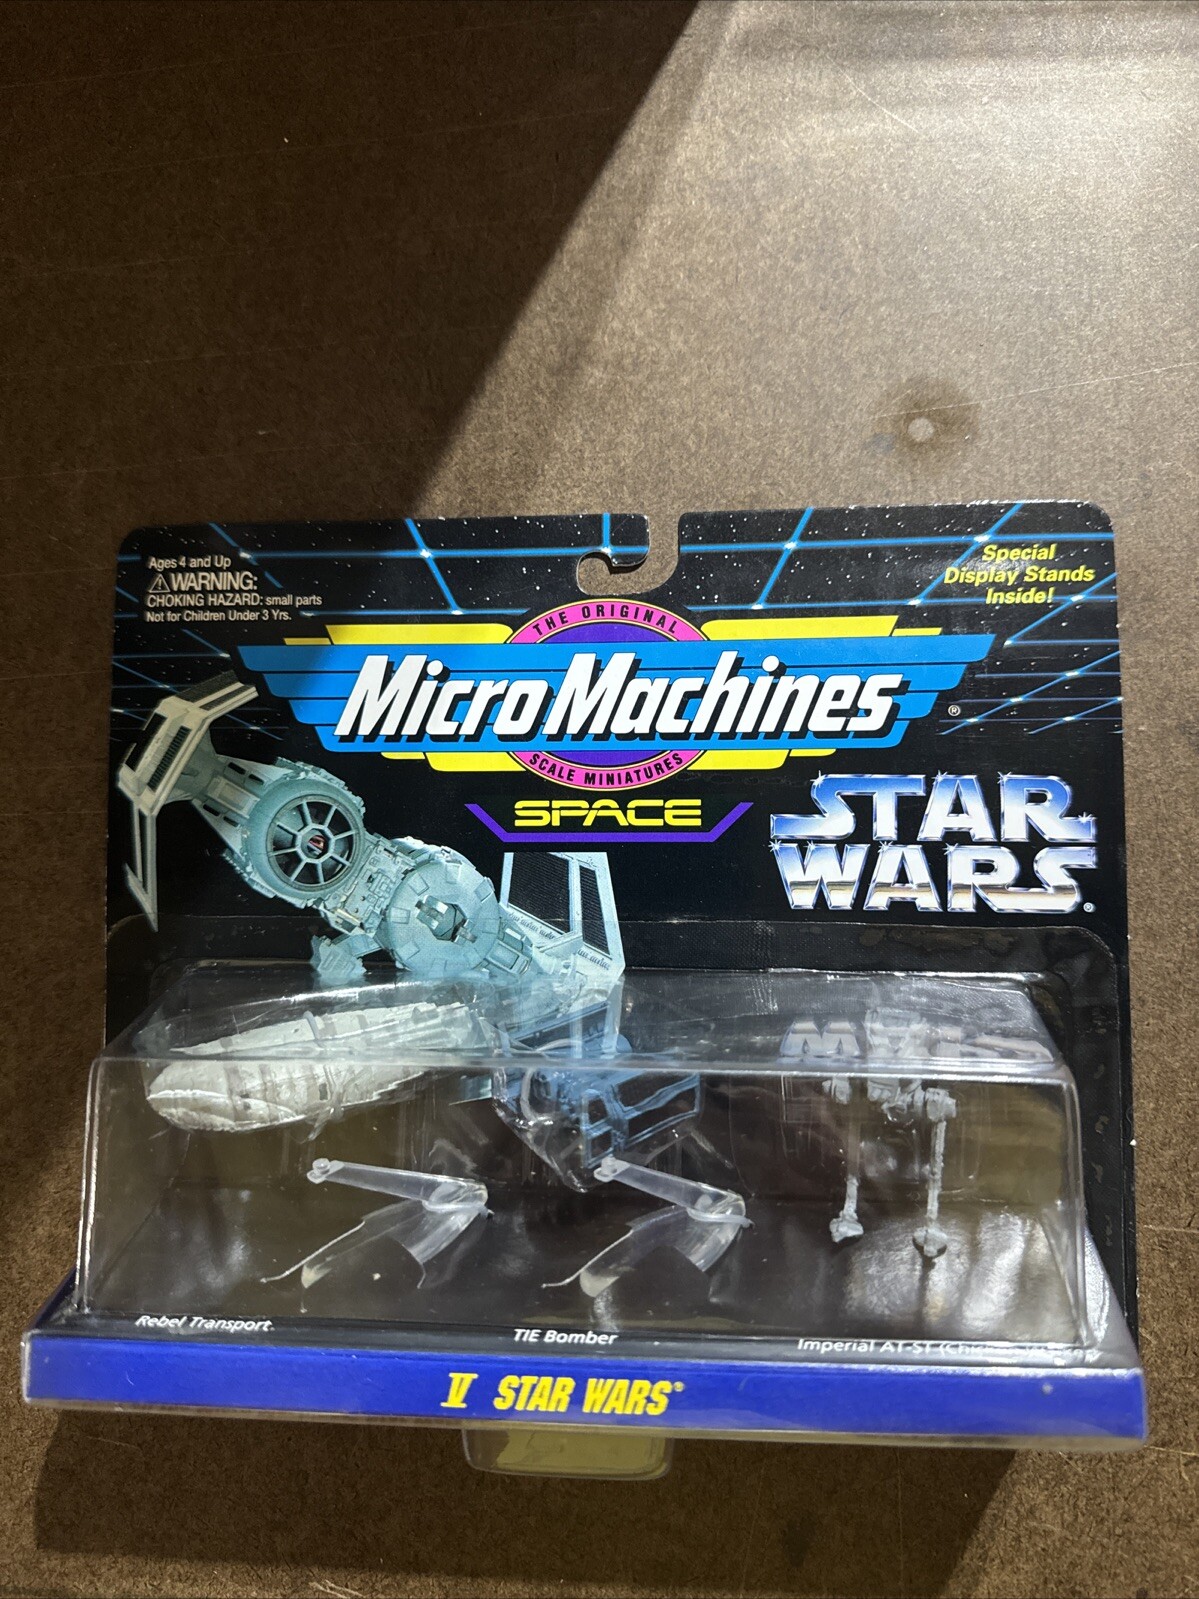 Ages 4 and Up
⚠WARNING:
CHOKING HAZARD: small parts
Not for Children Under 3 Yrs.
Special
Display Stands
Inside!
THE ORIGINAL
Micro Machines®
SCALE MINIATURES
SPACE
STAR
WARS®
Rebel Transport
TIE Bomber
Imperial AT-ST
V STAR WARS®